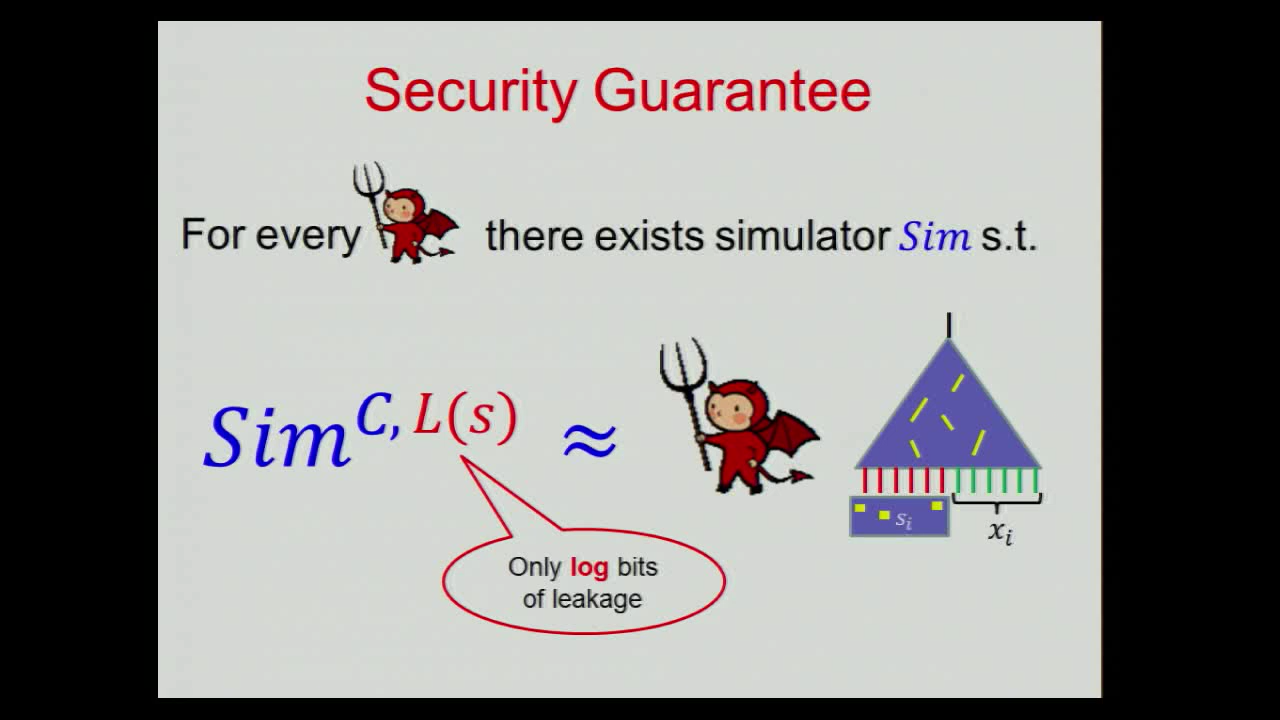 Security Guarantee
For every there exists simulator Sim s.t.
Sim^{C, L(s)} ≈
s_i
x_i
Only log bits
of leakage